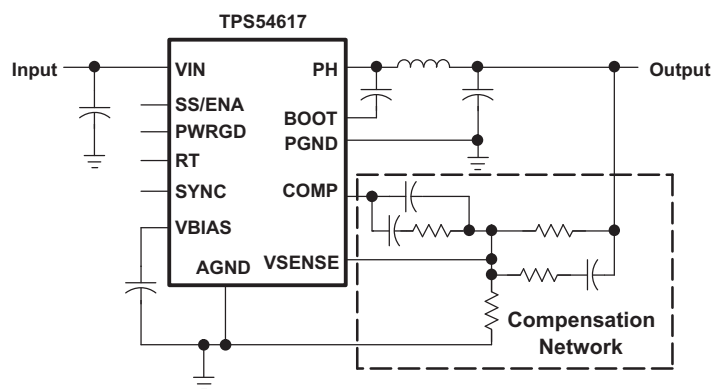 TPS54617
Input
VIN
PH
Output
SS/ENA
BOOT
PWRGD
PGND
RT
SYNC
COMP
VBIAS
VSENSE
AGND
Compensation
Network